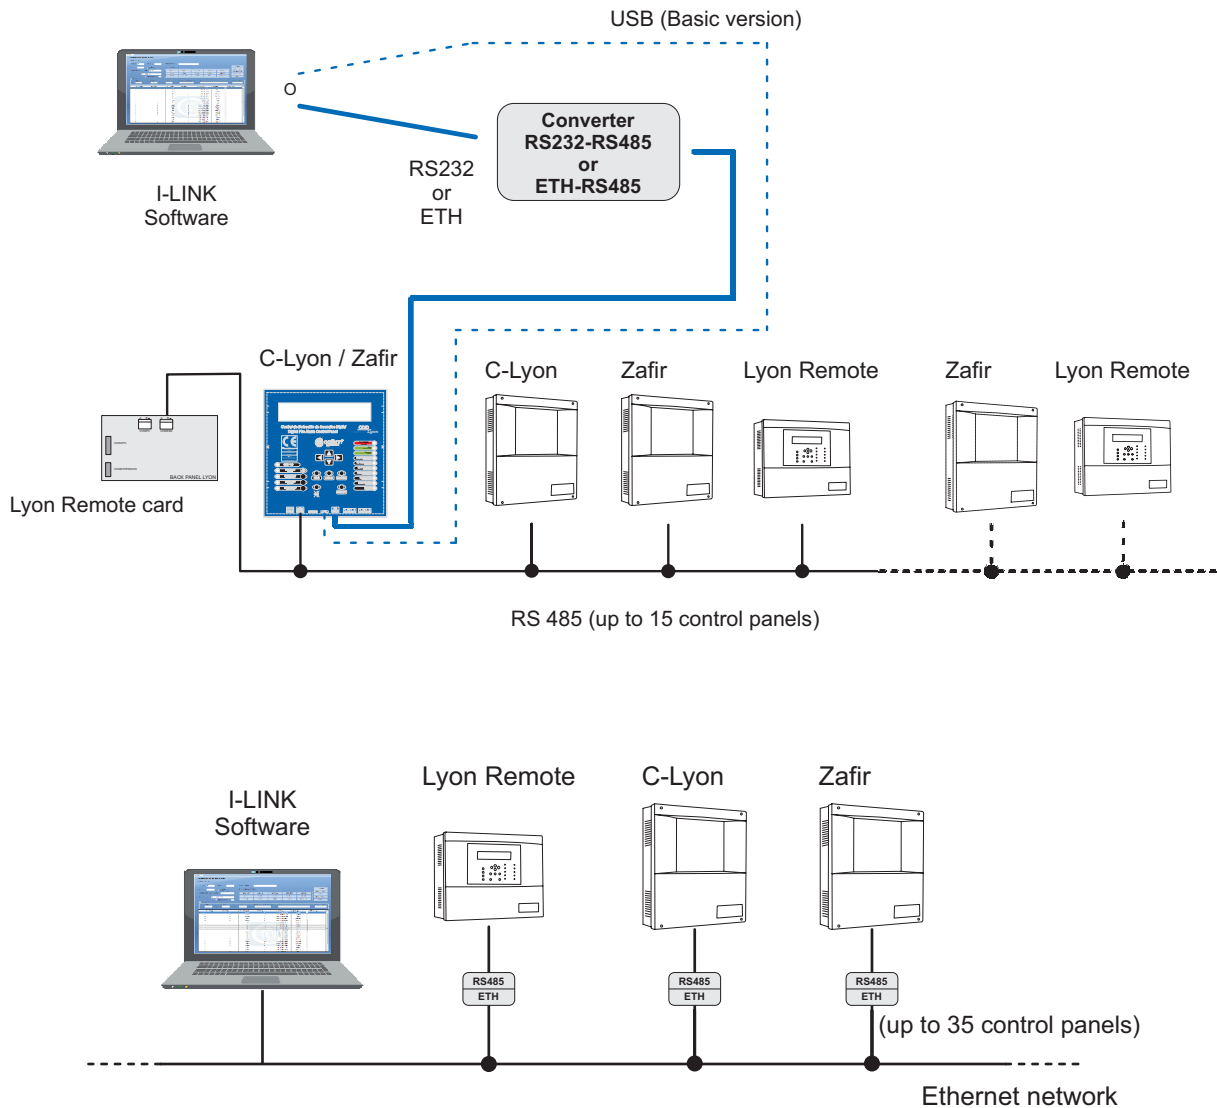 USB (Basic version)
O
Converter
RS232-RS485
or
ETH-RS485
RS232
or
ETH
I-LINK
Software
C-Lyon / Zafir
C-Lyon
Zafir
Lyon Remote
Zafir
Lyon Remote
BACK PANEL LYON
Lyon Remote card
RS 485 (up to 15 control panels)
Lyon Remote
C-Lyon
Zafir
I-LINK
Software
RS485
ETH
RS485
ETH
RS485
ETH
(up to 35 control panels)
Ethernet network